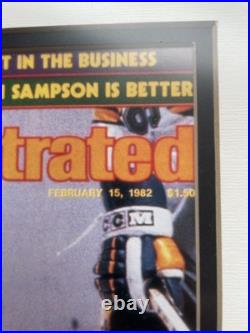 T IN THE BUSINESS
SAMPSON IS BETTER
trated
FEBRUARY 15, 1982 $1.50
CCM